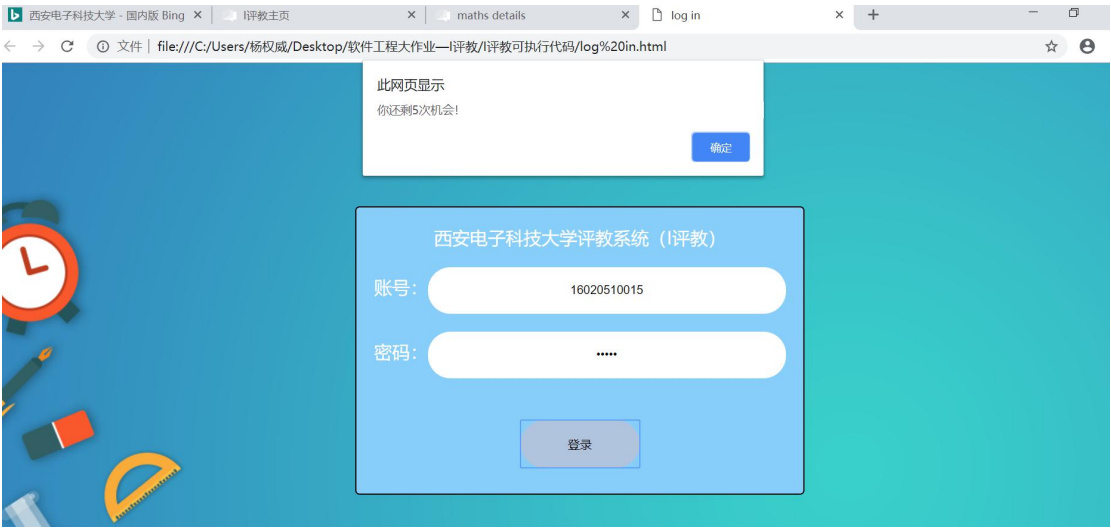 西安电子科技大学 - 国内版 Bing
I评教主页
maths details
log in
文件 | file:///C:/Users/杨权威/Desktop/软件工程大作业—I评教/I评教可执行代码/log%20in.html
此网页显示
你还剩5次机会!
确定
西安电子科技大学评教系统（I评教）
账号: 16020510015
密码: •••••
登录